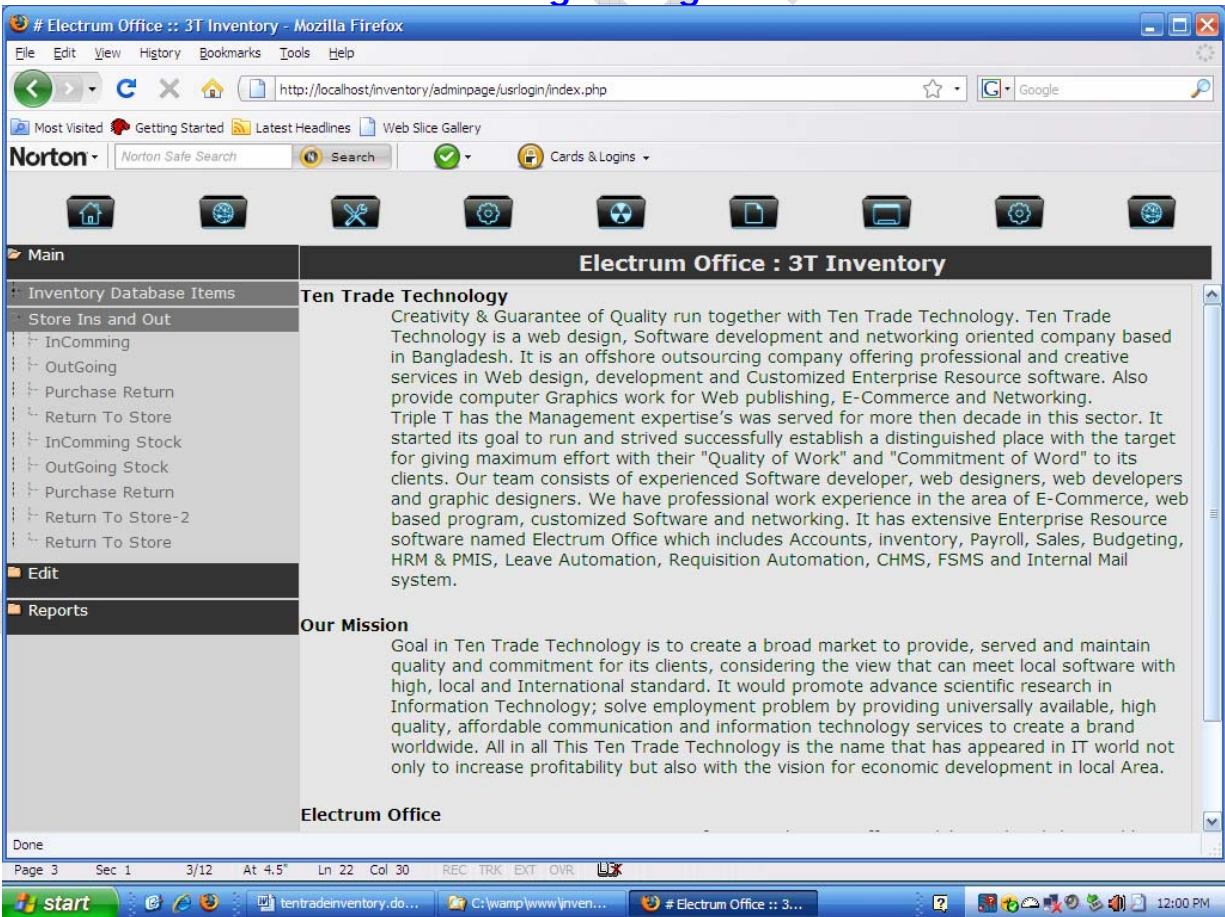 # Electrum Office :: 3T Inventory - Mozilla Firefox
File Edit View History Bookmarks Tools Help
http://localhost/inventory/adminpage/usrlogin/index.php
G Google
Most Visited Getting Started Latest Headlines Web Slice Gallery
Norton Norton Safe Search Search Cards & Logins
Main
Inventory Database Items
Store Ins and Out
InComming
OutGoing
Purchase Return
Return To Store
InComming Stock
OutGoing Stock
Purchase Return
Return To Store-2
Return To Store
Edit
Reports
Electrum Office : 3T Inventory
Ten Trade Technology
Creativity & Guarantee of Quality run together with Ten Trade Technology. Ten Trade
Technology is a web design, Software development and networking oriented company based
in Bangladesh. It is an offshore outsourcing company offering professional and creative
services in Web design, development and Customized Enterprise Resource software. Also
provide computer Graphics work for Web publishing, E-Commerce and Networking.
Triple T has the Management expertise's was served for more then decade in this sector. It
started its goal to run and strived successfully establish a distinguished place with the target
for giving maximum effort with their "Quality of Work" and "Commitment of Word" to its
clients. Our team consists of experienced Software developer, web designers, web developers
and graphic designers. We have professional work experience in the area of E-Commerce, web
based program, customized Software and networking. It has extensive Enterprise Resource
software named Electrum Office which includes Accounts, inventory, Payroll, Sales, Budgeting,
HRM & PMIS, Leave Automation, Requisition Automation, CHMS, FSMS and Internal Mail
system.
Our Mission
Goal in Ten Trade Technology is to create a broad market to provide, served and maintain
quality and commitment for its clients, considering the view that can meet local software with
high, local and International standard. It would promote advance scientific research in
Information Technology; solve employment problem by providing universally available, high
quality, affordable communication and information technology services to create a brand
worldwide. All in all This Ten Trade Technology is the name that has appeared in IT world not
only to increase profitability but also with the vision for economic development in local Area.
Electrum Office
Done
Page 3 Sec 1 3/12 At 4.5" Ln 22 Col 30 REC TRK EXT OVR
start tentradeinventory.do... C:\wamp\www\inven... # Electrum Office :: 3... 12:00 PM